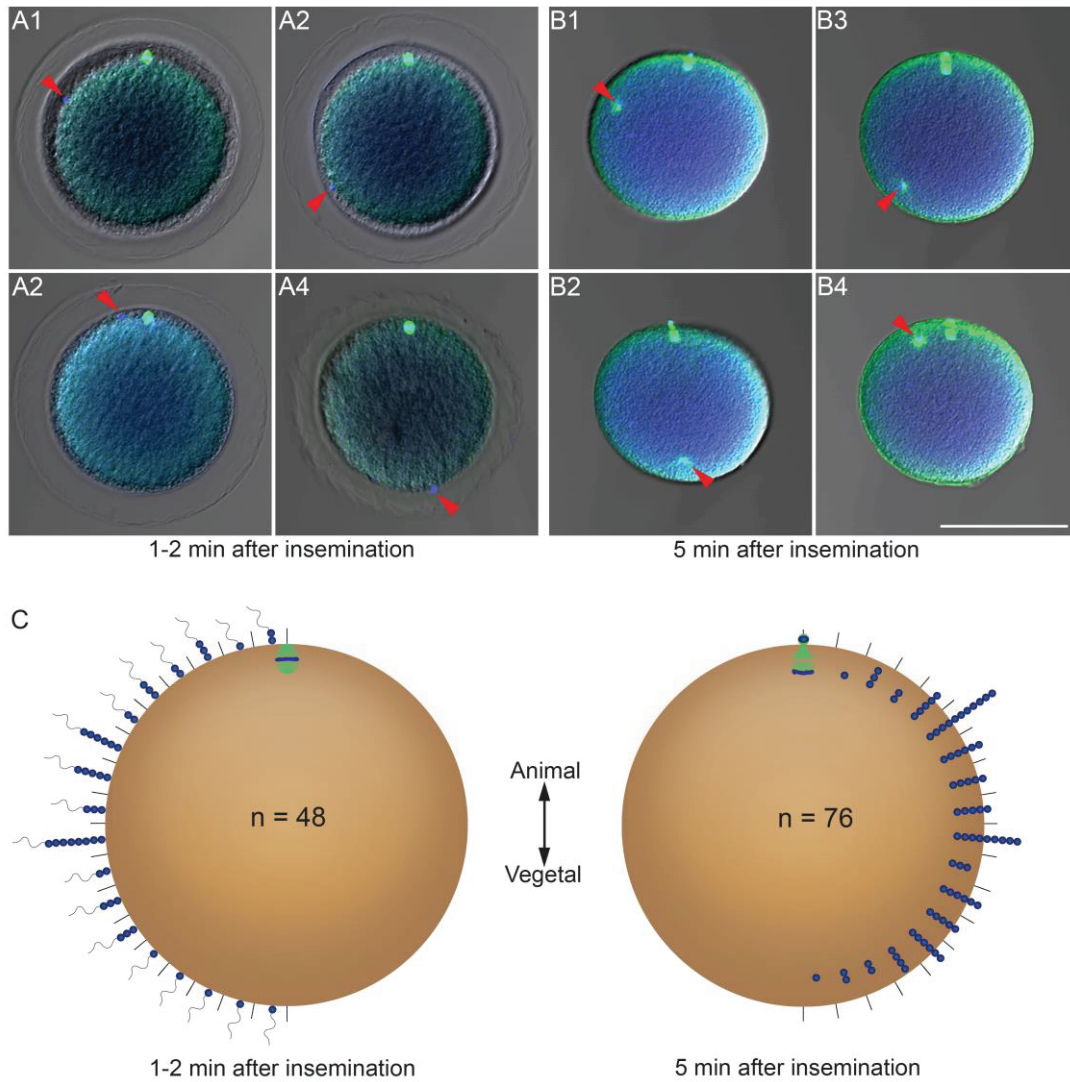 A1
A2
B1
B3
A2
A4
B2
B4
1-2 min after insemination
5 min after insemination
C
n = 48
Animal
Vegetal
n = 76
1-2 min after insemination
5 min after insemination